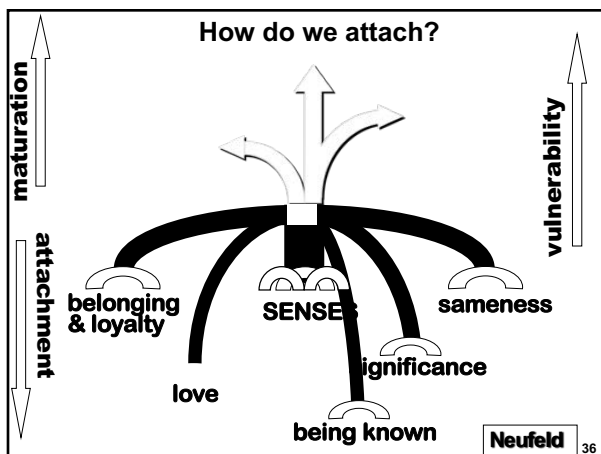 How do we attach?
maturation
attachment
vulnerability
belonging
& loyalty
SENSES
sameness
ignificance
love
being known
Neufeld
36